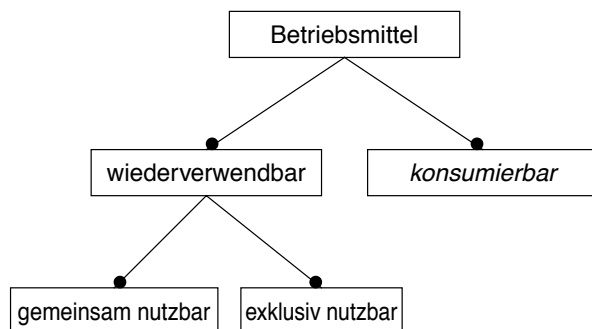 Betriebsmittel
wiederverwendbar
konsumierbar
gemeinsam nutzbar
exklusiv nutzbar